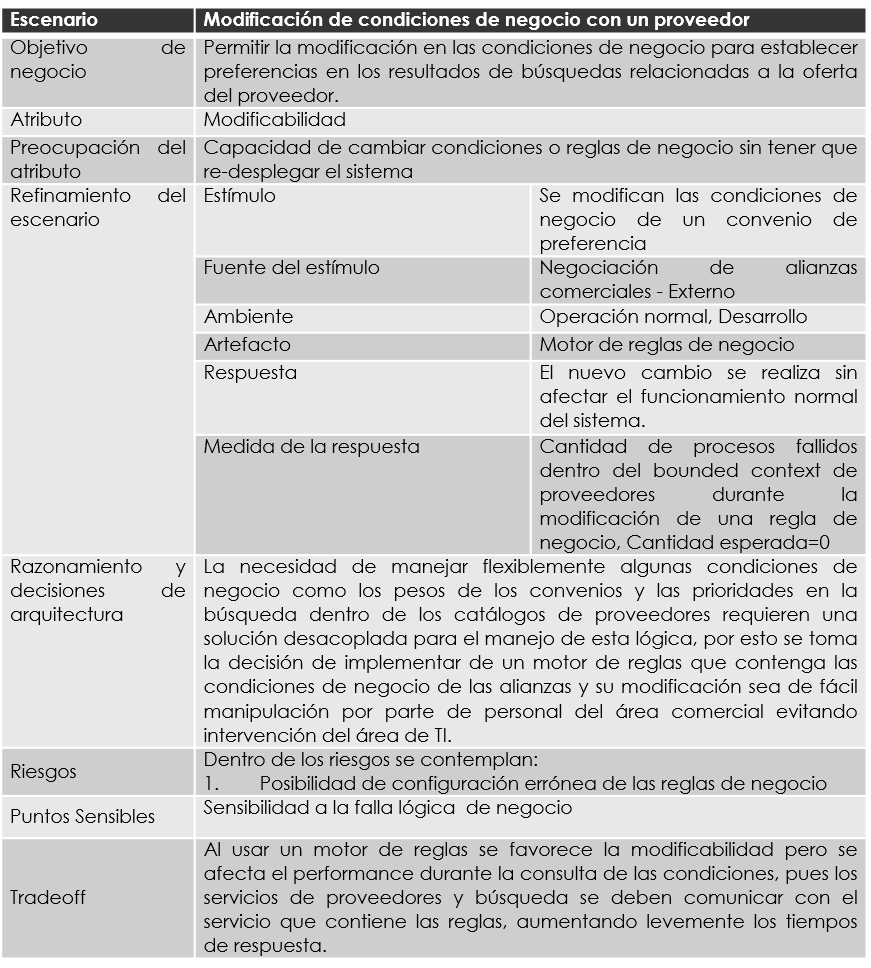 Escenario Modificación de condiciones de negocio con un proveedor
Objetivo de negocio
Permitir la modificación en las condiciones de negocio para establecer
preferencias en los resultados de búsquedas relacionadas a la oferta
del proveedor.
Atributo Modificabilidad
Preocupación del
atributo
Capacidad de cambiar condiciones o reglas de negocio sin tener que
re-desplegar el sistema
Refinamiento del
escenario
Estímulo
Se modifican las condiciones de
negocio de un convenio de
preferencia
Fuente del estímulo
Negociación de alianzas
comerciales - Externo
Ambiente Operación normal, Desarrollo
Artefacto Motor de reglas de negocio
Respuesta
El nuevo cambio se realiza sin
afectar el funcionamiento normal
del sistema.
Medida de la respuesta
Cantidad de procesos fallidos
dentro del bounded context de
proveedores durante la
modificación de una regla de
negocio, Cantidad esperada=0
Razonamiento y
decisiones de
arquitectura
La necesidad de manejar flexiblemente algunas condiciones de
negocio como los pesos de los convenios y las prioridades en la
búsqueda dentro de los catálogos de proveedores requieren una
solución desacoplada para el manejo de esta lógica, por esto se toma
la decisión de implementar de un motor de reglas que contenga las
condiciones de negocio de las alianzas y su modificación sea de fácil
manipulación por parte de personal del área comercial evitando
intervención del área de TI.
Riesgos
Dentro de los riesgos se contemplan:
1. Posibilidad de configuración errónea de las reglas de negocio
Puntos Sensibles Sensibilidad a la falla lógica de negocio
Tradeoff
Al usar un motor de reglas se favorece la modificabilidad pero se
afecta el performance durante la consulta de las condiciones, pues los
servicios de proveedores y búsqueda se deben comunicar con el
servicio que contiene las reglas, aumentando levemente los tiempos
de respuesta.